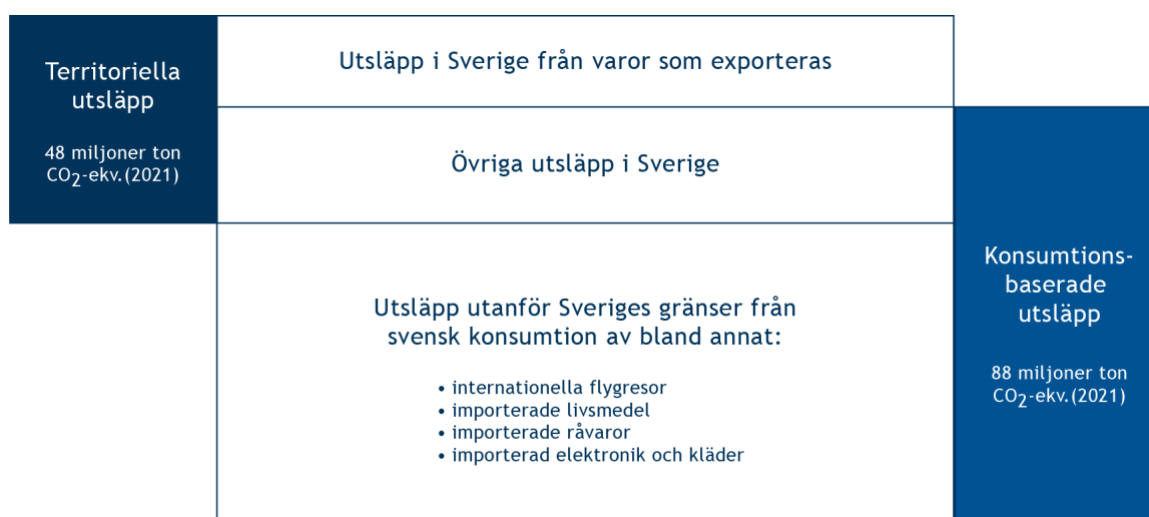 Territoriella
utsläpp
48 miljoner ton
CO₂-ekv.(2021)
Utsläpp i Sverige från varor som exporteras
Övriga utsläpp i Sverige
Utsläpp utanför Sveriges gränser från
svensk konsumtion av bland annat:
• internationella flygresor
• importerade livsmedel
• importerade råvaror
• importerad elektronik och kläder
Konsumtions-
baserade
utsläpp
88 miljoner ton
CO₂-ekv.(2021)